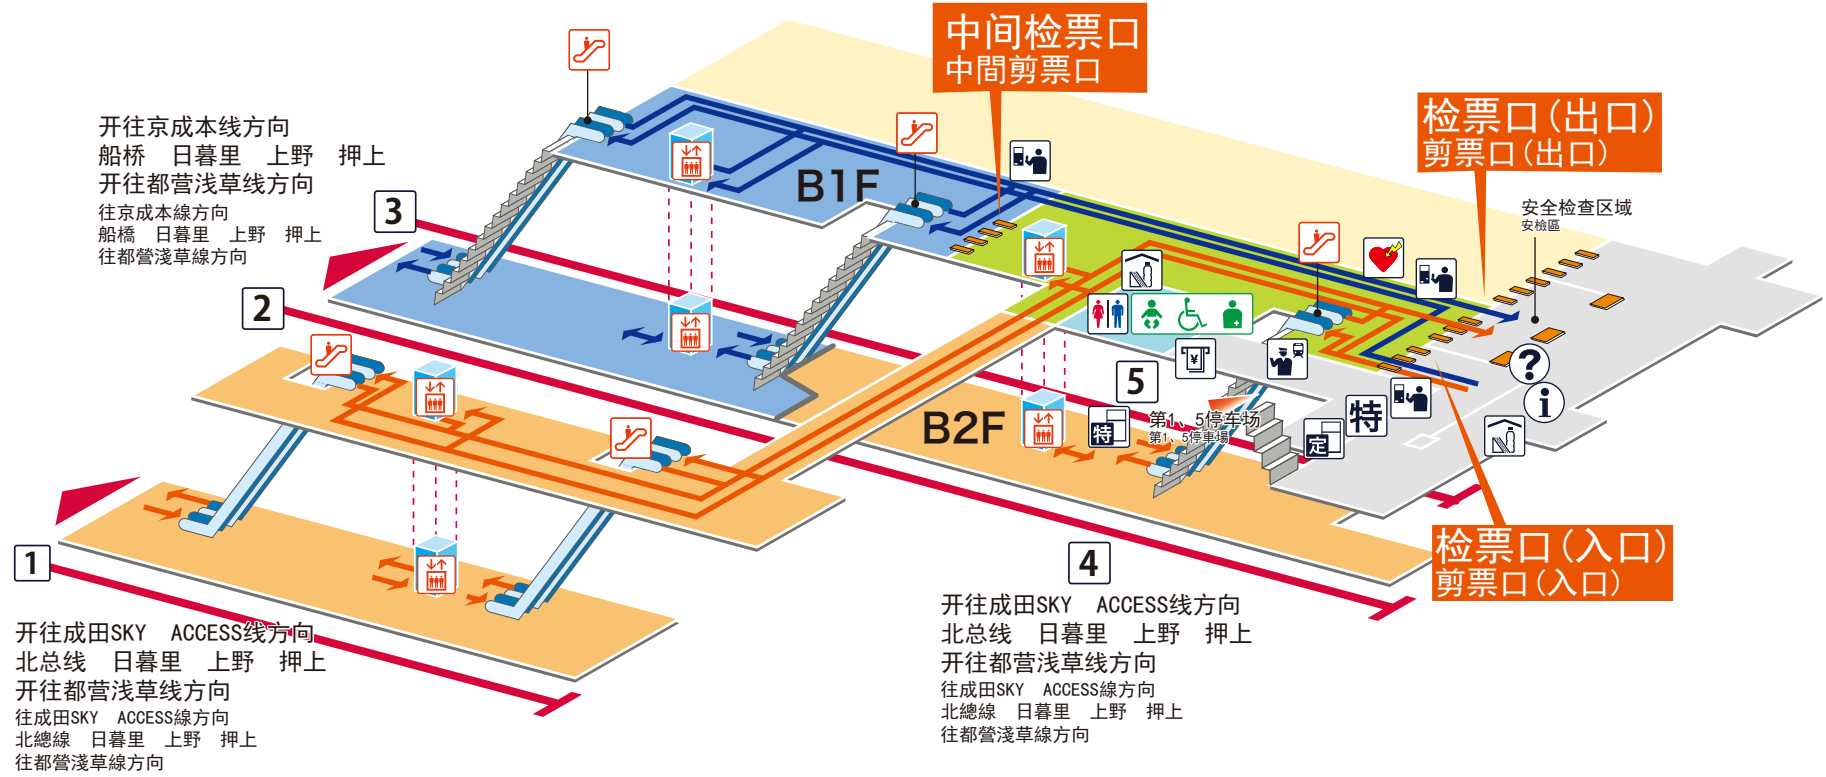 中间检票口
中間剪票口
检票口(出口)
剪票口(出口)
安全检查区域
安檢區
开往京成本线方向
船桥　日暮里　上野　押上
开往都营浅草线方向
往京成本線方向
船橋　日暮里　上野　押上
往都營淺草線方向
3
B1F
2
B2F
5
第1、5停车场
第1、5停車場
¥
特
定
特
?
i
检票口(入口)
剪票口(入口)
1
开往成田SKY　ACCESS线方向
北总线　日暮里　上野　押上
开往都营浅草线方向
往成田SKY　ACCESS線方向
北總線　日暮里　上野　押上
往都營淺草線方向
4
开往成田SKY　ACCESS线方向
北总线　日暮里　上野　押上
开往都营浅草线方向
往成田SKY　ACCESS線方向
北總線　日暮里　上野　押上
往都營淺草線方向